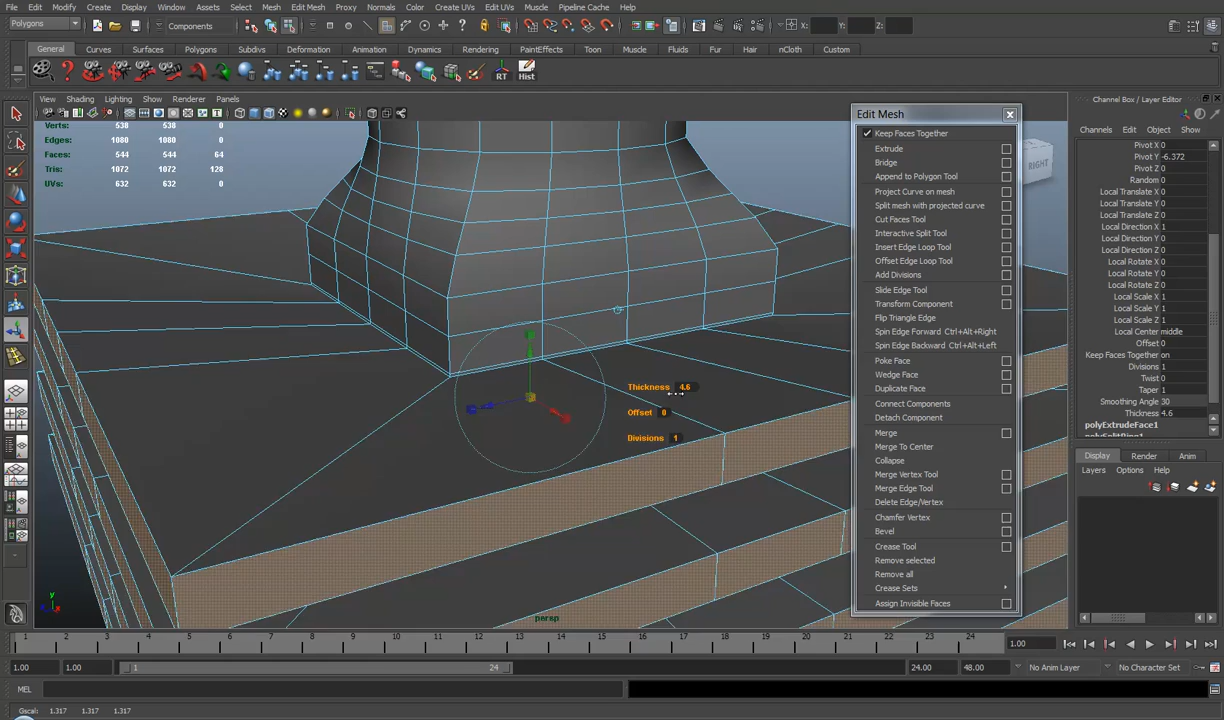 File Edit Modify Create Display Window Assets Select Mesh Edit Mesh Proxy Normals Color Create UVs Edit UVs Muscle Pipeline Cache Help
Polygons
Components
X: Y: Z:
General Curves Surfaces Polygons Subdivs Deformation Animation Dynamics Rendering PaintEffects Toon Muscle Fluids Fur Hair nCloth Custom
RT Hist
View Shading Lighting Show Renderer Panels
Verts: 538 538 0
Edges: 1080 1080 0
Faces: 544 544 64
Tris: 1072 1072 128
UVs: 632 632 0
RIGHT
Thickness 4.6
Offset 0
Divisions 1
persp
y
x
Edit Mesh
Keep Faces Together
Extrude
Bridge
Append to Polygon Tool
Project Curve on mesh
Split mesh with projected curve
Cut Faces Tool
Interactive Split Tool
Insert Edge Loop Tool
Offset Edge Loop Tool
Add Divisions
Slide Edge Tool
Transform Component
Flip Triangle Edge
Spin Edge Forward Ctrl+Alt+Right
Spin Edge Backward Ctrl+Alt+Left
Poke Face
Wedge Face
Duplicate Face
Connect Components
Detach Component
Merge
Merge To Center
Collapse
Merge Vertex Tool
Merge Edge Tool
Delete Edge/Vertex
Chamfer Vertex
Bevel
Crease Tool
Remove selected
Remove all
Crease Sets
Assign Invisible Faces
Channel Box / Layer Editor
Channels Edit Object Show
Pivot X 0
Pivot Y -6.372
Pivot Z 0
Random 0
Local Translate X 0
Local Translate Y 0
Local Translate Z 0
Local Direction X 1
Local Direction Y 0
Local Direction Z 0
Local Rotate X 0
Local Rotate Y 0
Local Rotate Z 0
Local Scale X 1
Local Scale Y 1
Local Scale Z 1
Local Center middle
Offset 0
Keep Faces Together on
Divisions 1
Twist 0
Taper 1
Smoothing Angle 30
Thickness 4.6
polyExtrudeFace1
Display Render Anim
Layers Options Help
1 2 3 4 5 6 7 8 9 10 11 12 13 14 15 16 17 18 19 20 21 22 23 24
1.00
1.00 1.00 1 24 24.00 48.00 No Anim Layer No Character Set
MEL
Gscal: 1.317 1.317 1.317